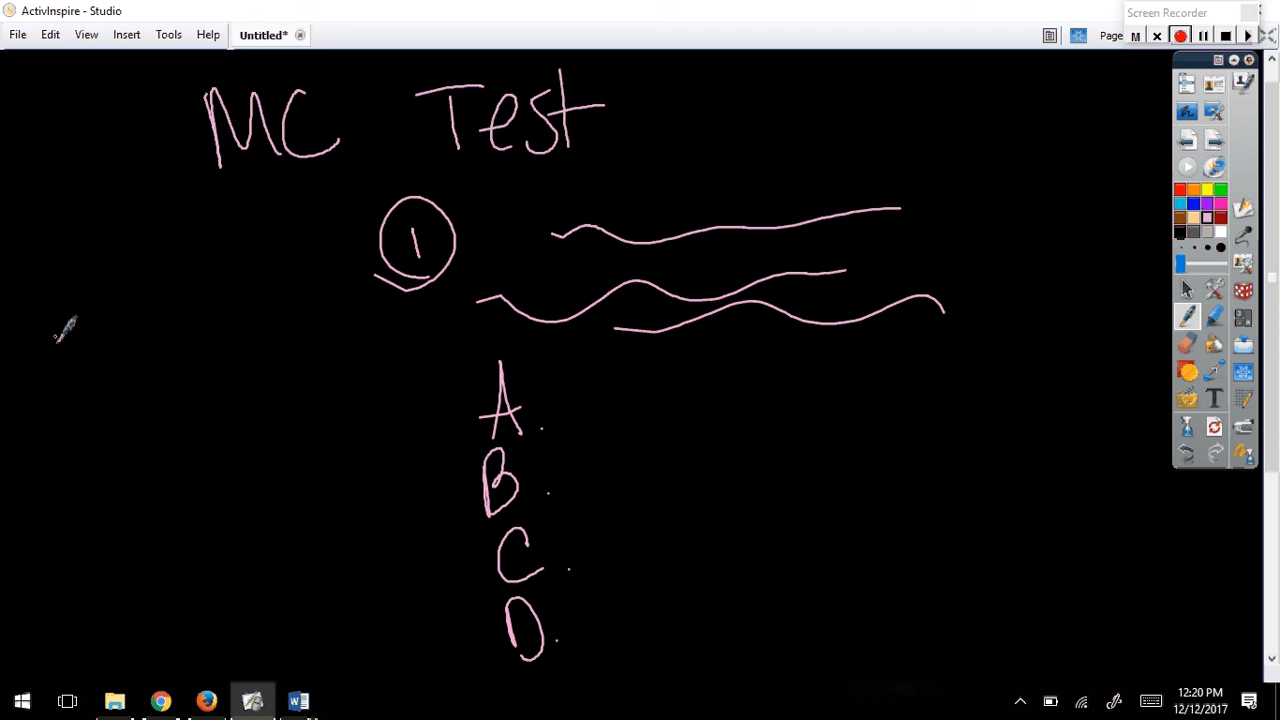 ActivInspire - Studio
Screen Recorder
File Edit View Insert Tools Help Untitled* Page
MC Test
1
A.
B.
C.
D.
12:20 PM
12/12/2017